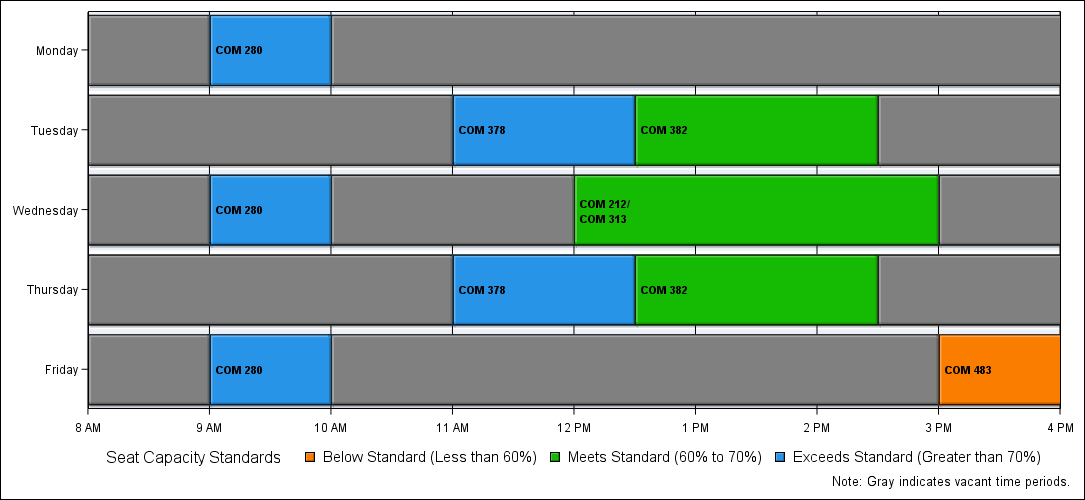 Monday
COM 280
Tuesday
COM 378
COM 382
Wednesday
COM 280
COM 212/
COM 313
Thursday
COM 378
COM 382
Friday
COM 280
COM 483
8 AM 9 AM 10 AM 11 AM 12 PM 1 PM 2 PM 3 PM 4 PM
Seat Capacity Standards Below Standard (Less than 60%) Meets Standard (60% to 70%) Exceeds Standard (Greater than 70%)
Note: Gray indicates vacant time periods.